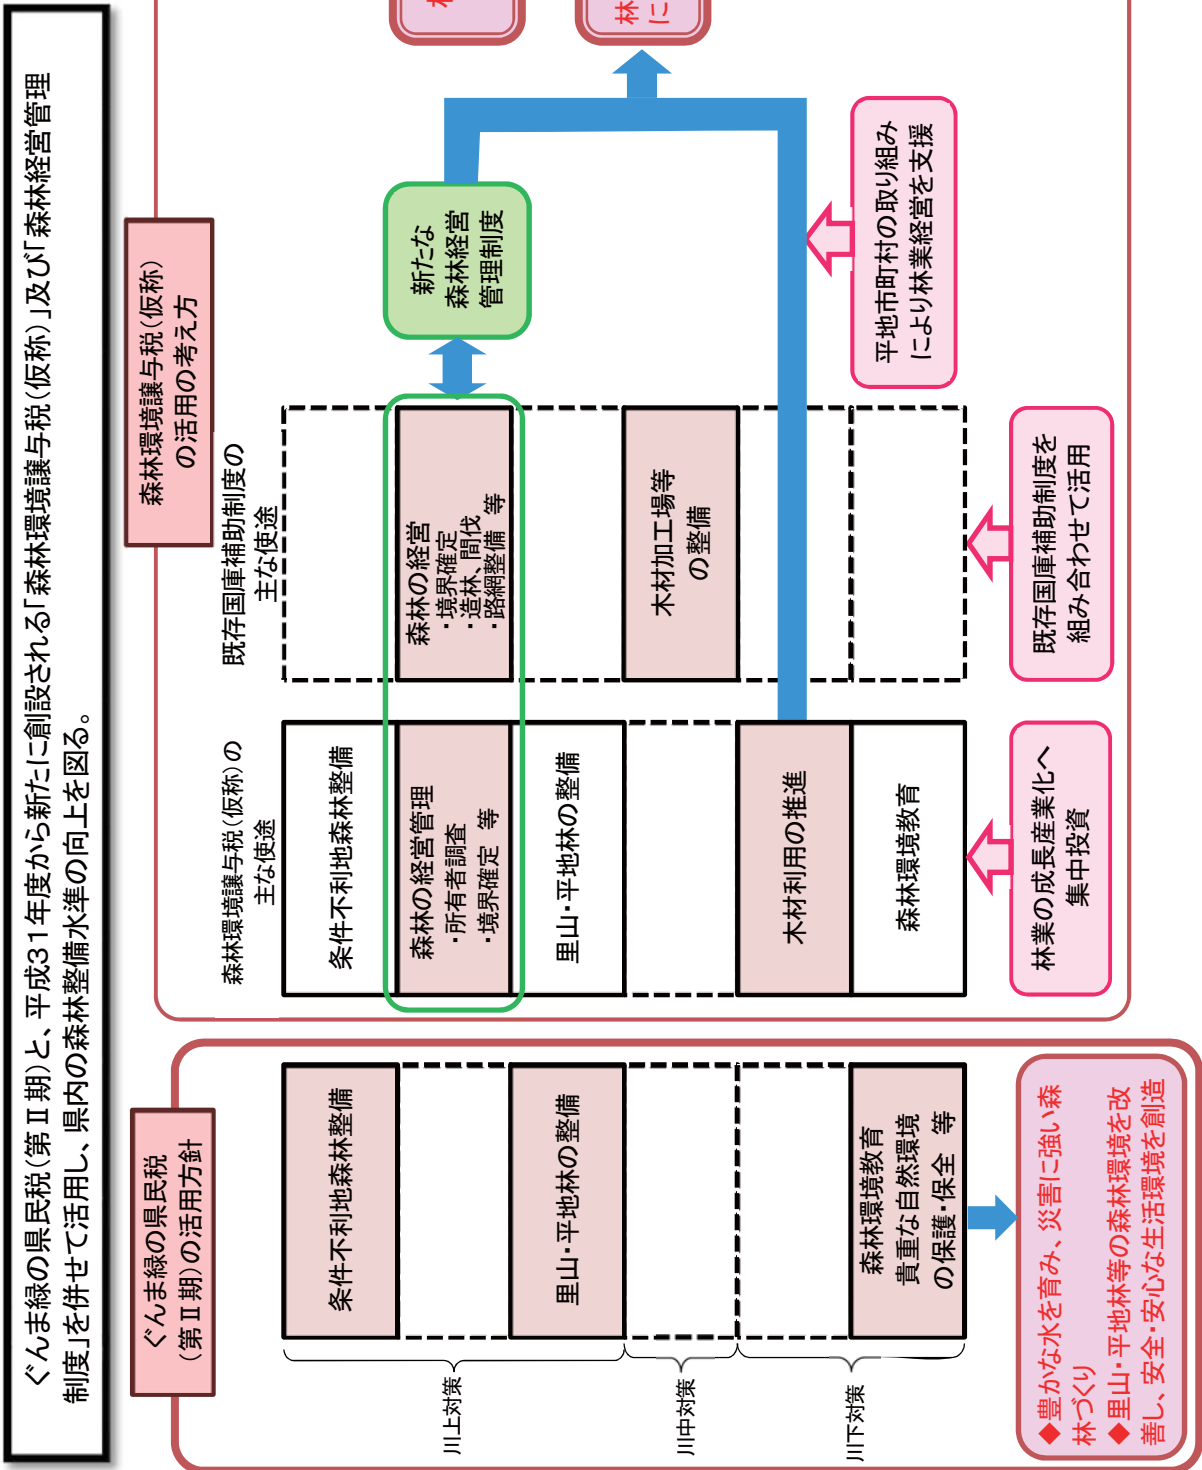 ぐんま緑の県民税(第Ⅱ期)と、平成31年度から新たに創設される「森林環境譲与税(仮称)」及び「森林経営管理
制度」を併せて活用し、県内の森林整備水準の向上を図る。
ぐんま緑の県民税
(第Ⅱ期)の活用方針
川上対策
川中対策
川下対策
条件不利地森林整備
里山・平地林の整備
森林環境教育
貴重な自然環境
の保護・保全 等
◆豊かな水を育み、災害に強い森
林づくり
◆里山・平地林等の森林環境を改
善し、安全・安心な生活環境を創造
森林環境譲与税(仮称)
の活用の考え方
森林環境譲与税(仮称)の
主な使途
条件不利地森林整備
森林の経営管理
・所有者調査
・境界確定 等
里山・平地林の整備
木材利用の推進
森林環境教育
林業の成長産業化へ
集中投資
既存国庫補助制度の
主な使途
森林の経営
・境界確定
・造林、間伐
・路網整備 等
木材加工場等
の整備
既存国庫補助制度を
組み合わせて活用
新たな
森林経営
管理制度
平地市町村の取り組み
により林業経営を支援
林
に